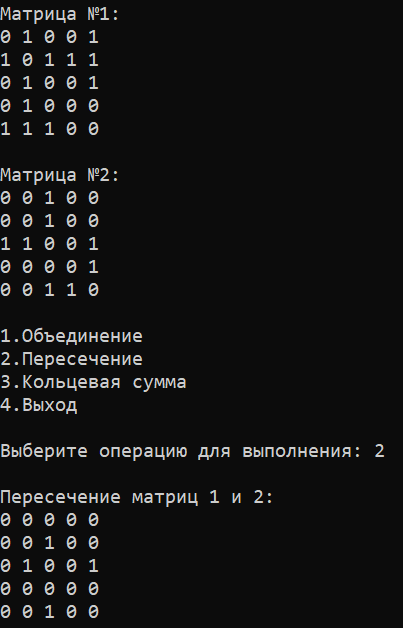 Матрица №1:
0 1 0 0 1
1 0 1 1 1
0 1 0 0 1
0 1 0 0 0
1 1 1 0 0
Матрица №2:
0 0 1 0 0
0 0 1 0 0
1 1 0 0 1
0 0 0 0 1
0 0 1 1 0
1.Объединение
2.Пересечение
3.Кольцевая сумма
4.Выход
Выберите операцию для выполнения: 2
Пересечение матриц 1 и 2:
0 0 0 0 0
0 0 1 0 0
0 1 0 0 1
0 0 0 0 0
0 0 1 0 0